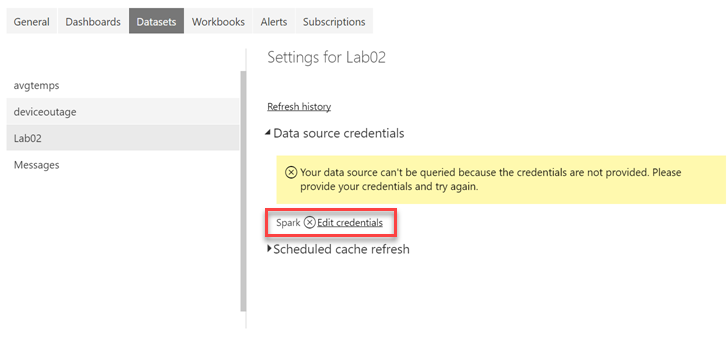 General Dashboards Datasets Workbooks Alerts Subscriptions
Settings for Lab02
avgtemps
deviceoutage
Lab02
Messages
Refresh history
Data source credentials
Your data source can't be queried because the credentials are not provided. Please
provide your credentials and try again.
Spark Edit credentials
Scheduled cache refresh